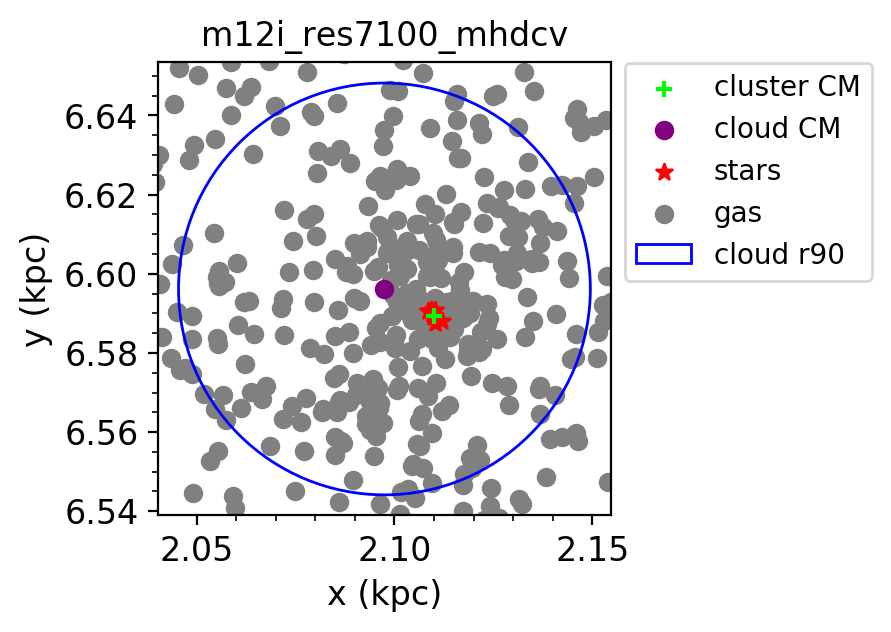 m12i_res7100_mhdcv
cluster CM
cloud CM
stars
gas
cloud r90
y (kpc)
6.64
6.62
6.60
6.58
6.56
6.54
2.05
2.10
2.15
x (kpc)